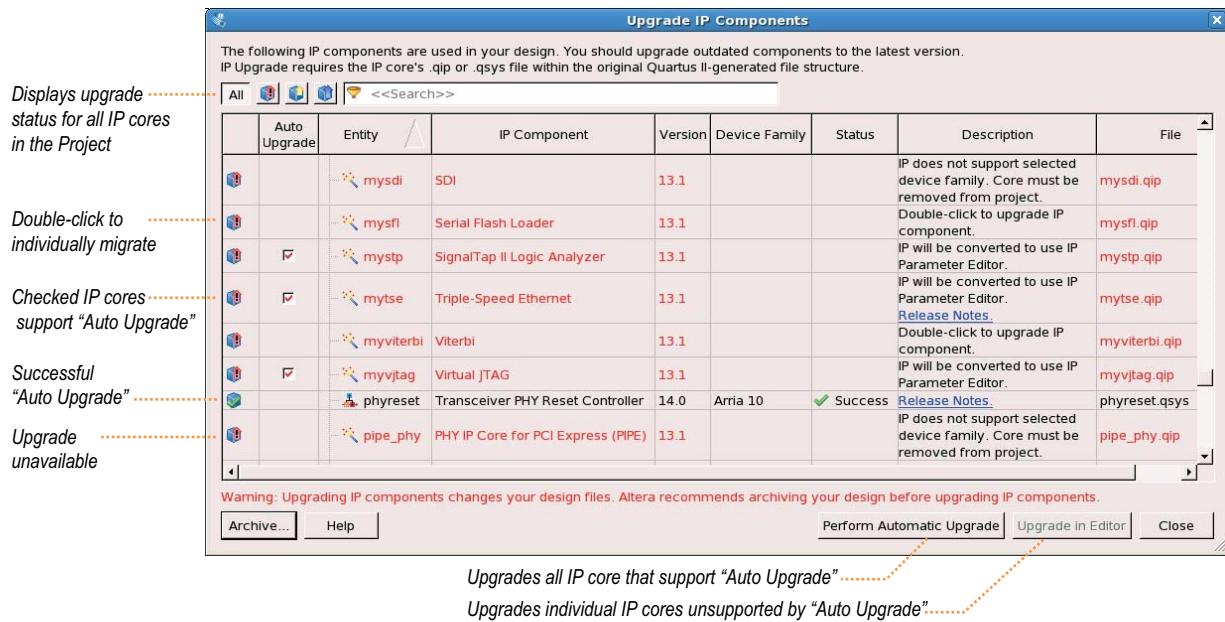 Upgrade IP Components
The following IP components are used in your design. You should upgrade outdated components to the latest version.
IP Upgrade requires the IP core's .qip or .qsys file within the original Quartus II-generated file structure.
Displays upgrade
status for all IP cores
in the Project
All <<Search>>
Auto Upgrade Entity IP Component Version Device Family Status Description File
mysdi SDI 13.1 IP does not support selected device family. Core must be removed from project. mysdi.qip
Double-click to
individually migrate
mysfl Serial Flash Loader 13.1 Double-click to upgrade IP component. mysfl.qip
mystp SignalTap II Logic Analyzer 13.1 IP will be converted to use IP Parameter Editor. mystp.qip
Checked IP cores
support “Auto Upgrade”
mytse Triple-Speed Ethernet 13.1 IP will be converted to use IP Parameter Editor. Release Notes. mytse.qip
myviterbi Viterbi 13.1 Double-click to upgrade IP component. myviterbi.qip
Successful
“Auto Upgrade”
myvjtag Virtual JTAG 13.1 IP will be converted to use IP Parameter Editor. myvjtag.qip
phyreset Transceiver PHY Reset Controller 14.0 Arria 10 Success Release Notes. phyreset.qsys
Upgrade
unavailable
pipe_phy PHY IP Core for PCI Express (PIPE) 13.1 IP does not support selected device family. Core must be removed from project. pipe_phy.qip
Warning: Upgrading IP components changes your design files. Altera recommends archiving your design before upgrading IP components.
Archive... Help Perform Automatic Upgrade Upgrade in Editor Close
Upgrades all IP core that support “Auto Upgrade”
Upgrades individual IP cores unsupported by “Auto Upgrade”